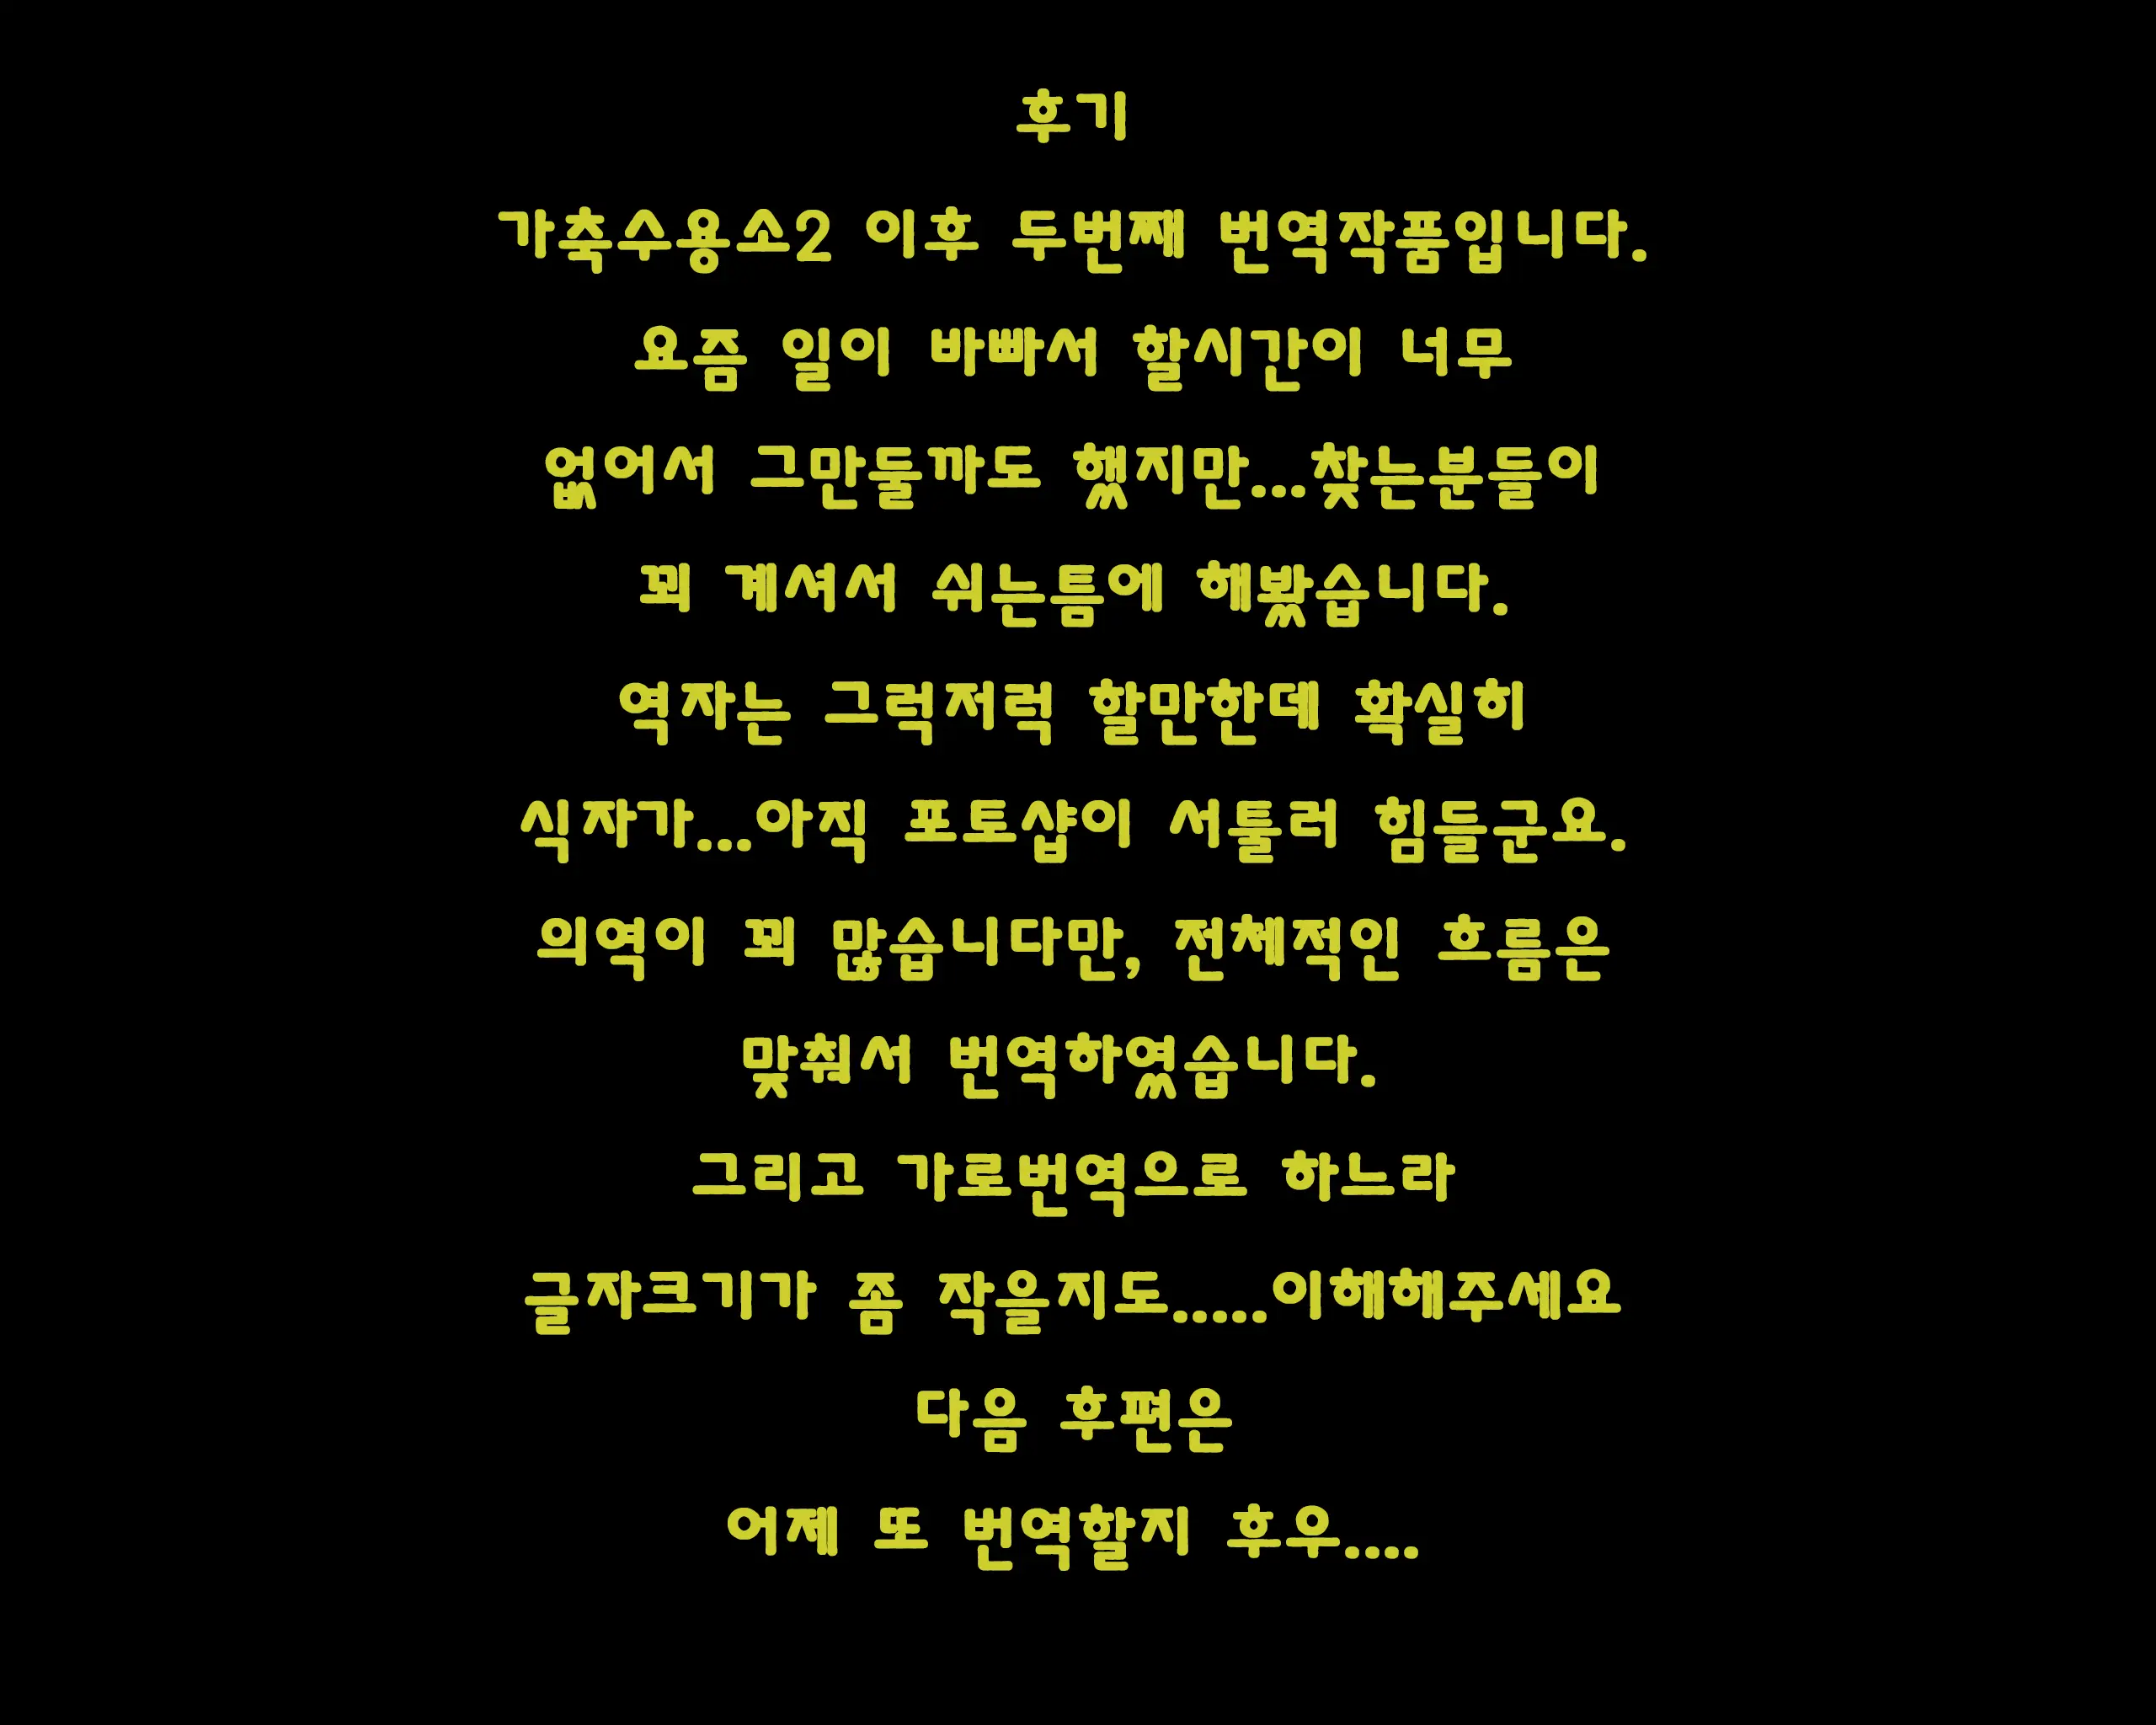 후기
가축수용소2 이후 두번째 번역작품입니다.
요즘 일이 바빠서 할시간이 너무
없어서 그만둘까도 했지만...찾는분들이
꾀 계셔서 쉬는틈에 해봤습니다.
역자는 그럭저럭 할만한데 확실히
식자가...아직 포토샵이 서툴러 힘들군요.
의역이 꾀 많습니다만, 전체적인 흐름은
맞춰서 번역하였습니다.
그리고 가로번역으로 하느라
글자크기가 좀 작을지도.....이해해주세요
다음 후편은
어제 또 번역할지 후우....